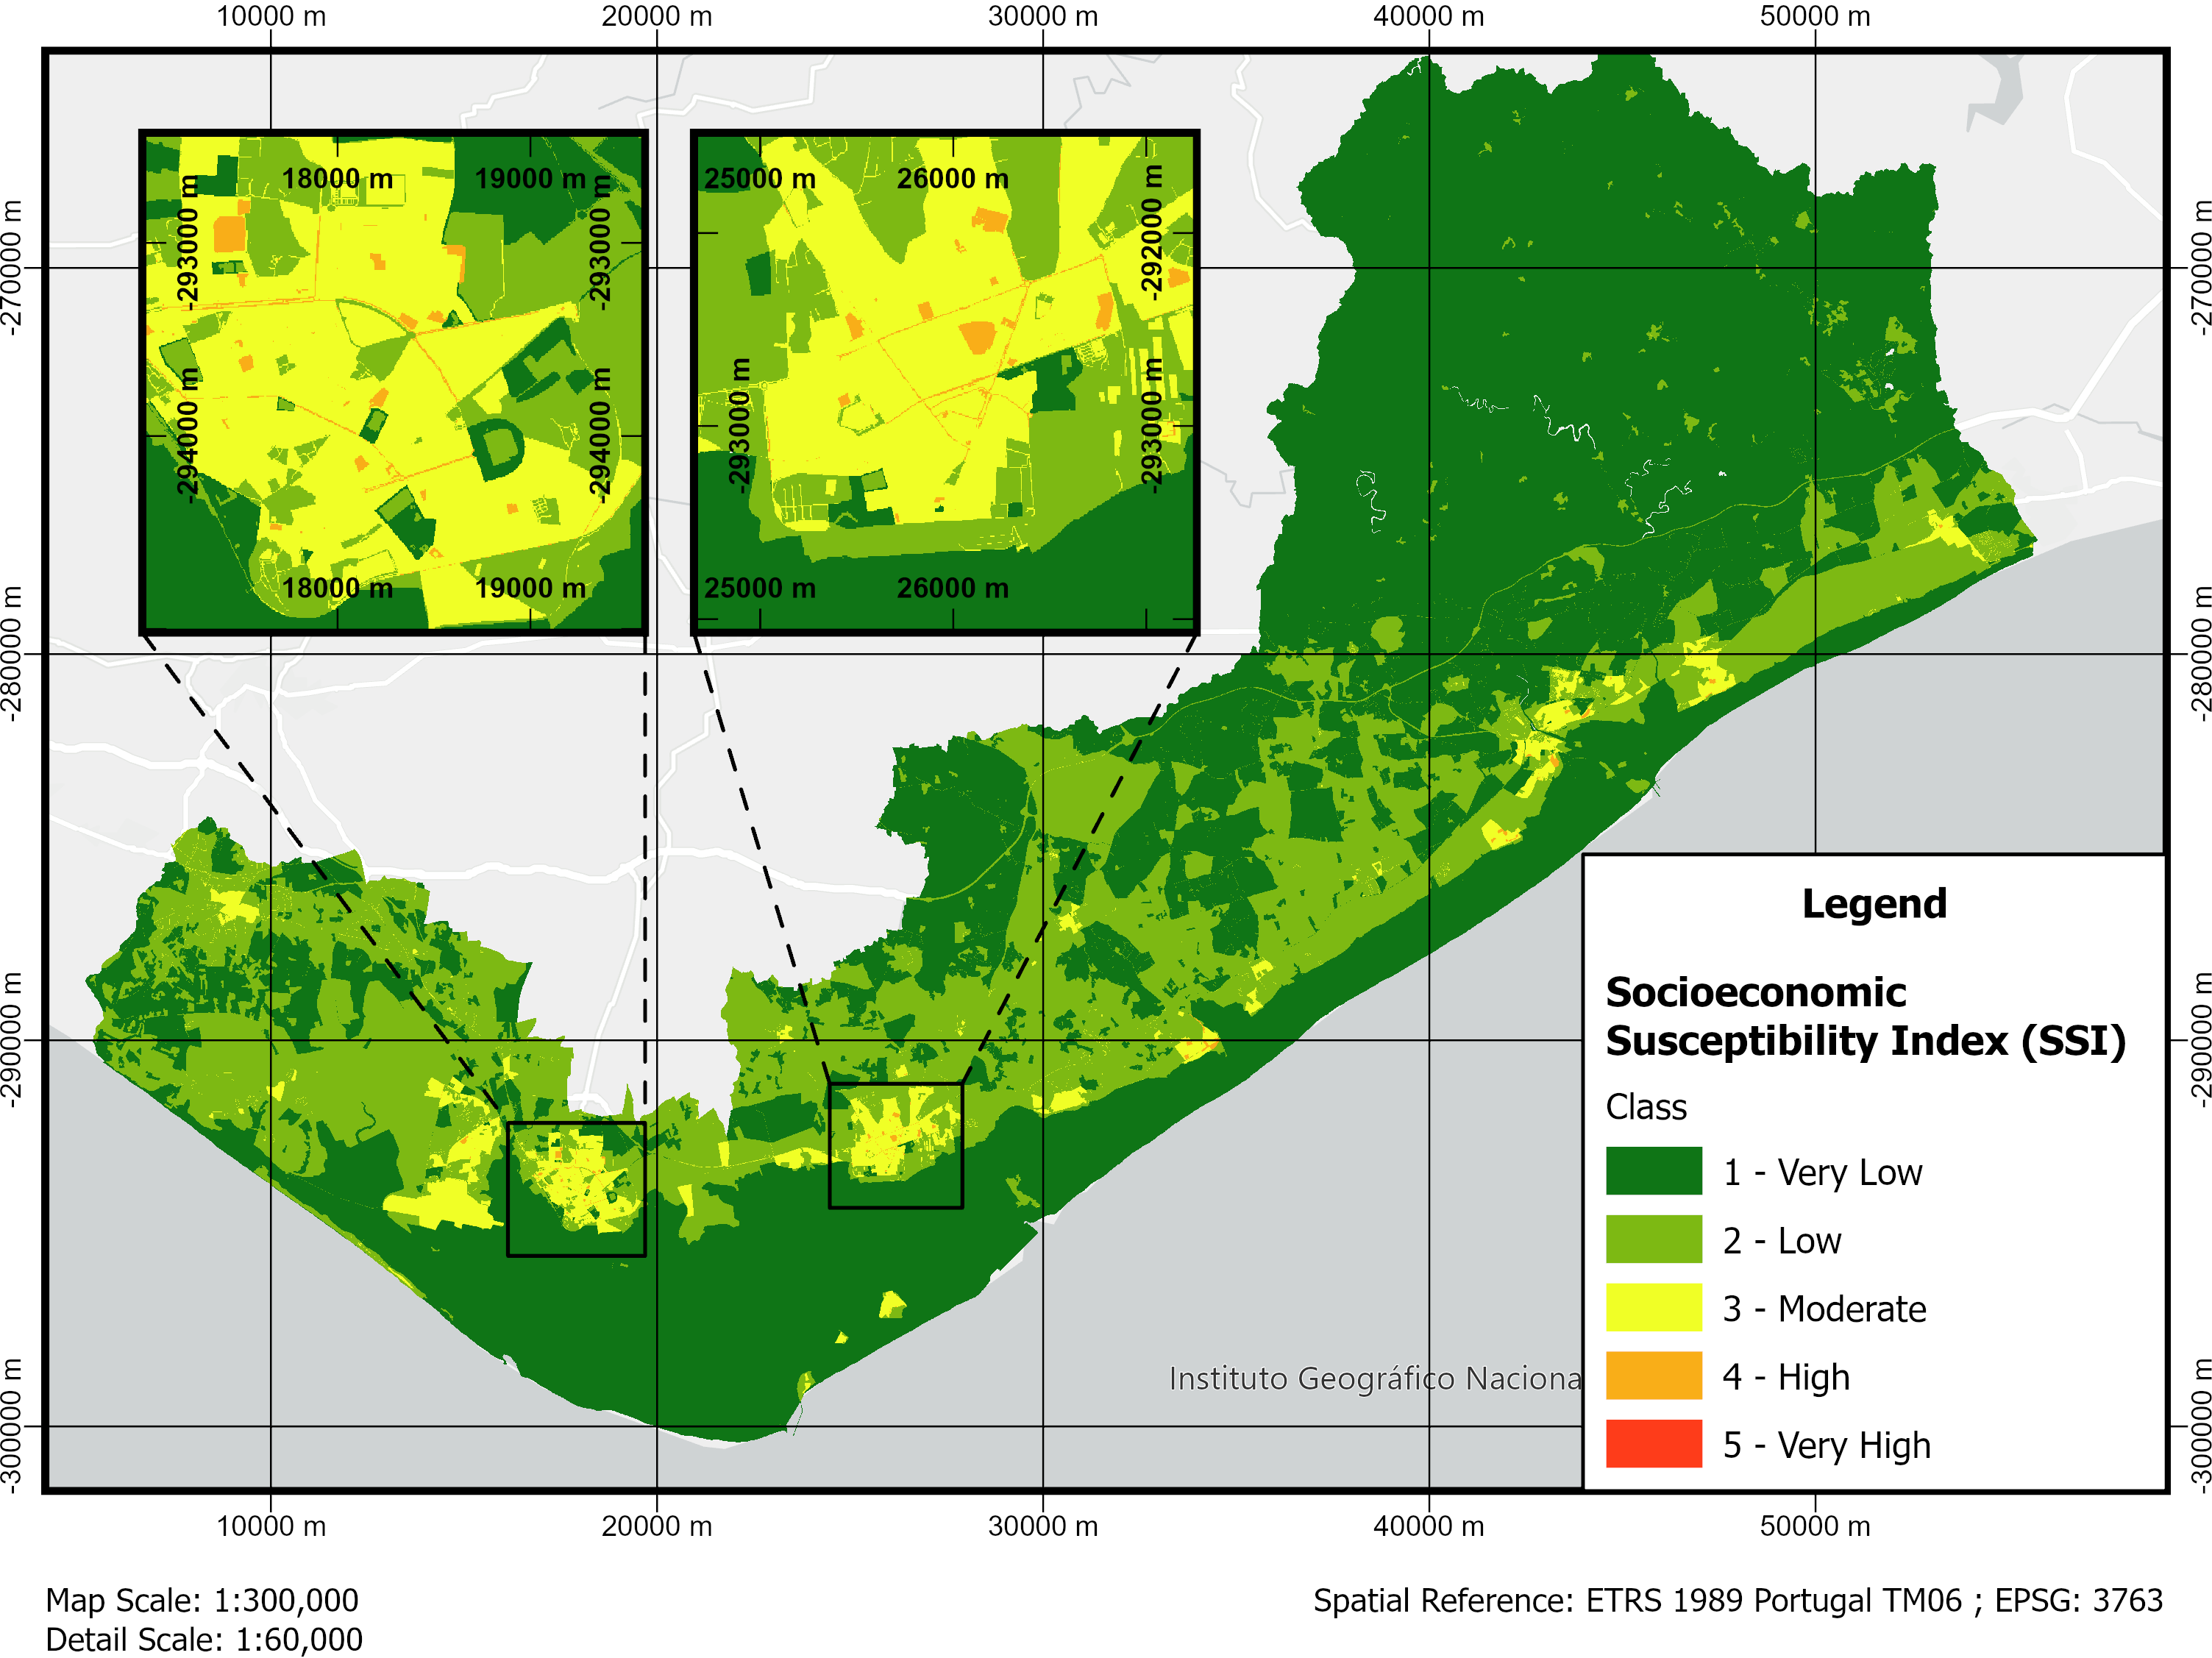 10000 m
20000 m
30000 m
40000 m
50000 m
-270000 m
-280000 m
-290000 m
-300000 m
18000 m
19000 m
-293000 m
-293000 m
-294000 m
-294000 m
18000 m
19000 m
25000 m
26000 m
-292000 m
-293000 m
-293000 m
25000 m
26000 m
-270000 m
-280000 m
-290000 m
-300000 m
Legend
Socioeconomic
Susceptibility Index (SSI)
Class
1 - Very Low
2 - Low
3 - Moderate
4 - High
5 - Very High
Instituto Geográfico Naciona
10000 m
20000 m
30000 m
40000 m
50000 m
Map Scale: 1:300,000
Detail Scale: 1:60,000
Spatial Reference: ETRS 1989 Portugal TM06 ; EPSG: 3763